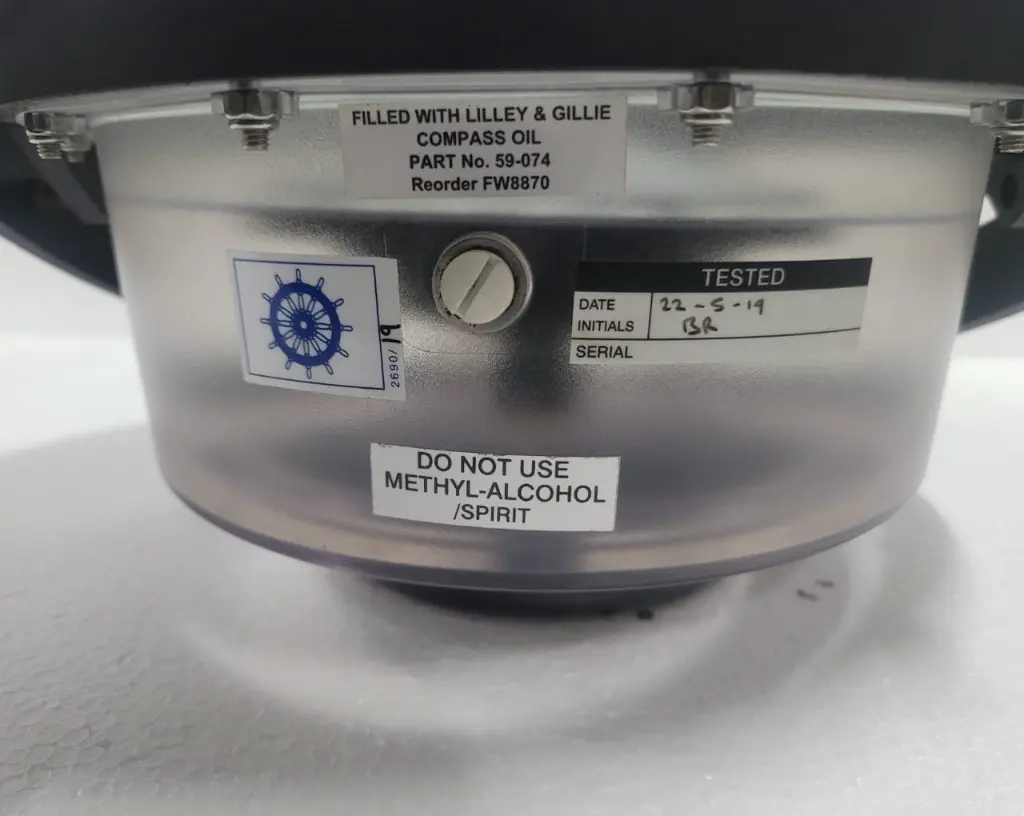 FILLED WITH LILLEY & GILLIE
COMPASS OIL
PART No. 59-074
Reorder FW8870
2690/19
TESTED
DATE 22-5-19
INITIALS BR
SERIAL
DO NOT USE
METHYL-ALCOHOL
/SPIRIT